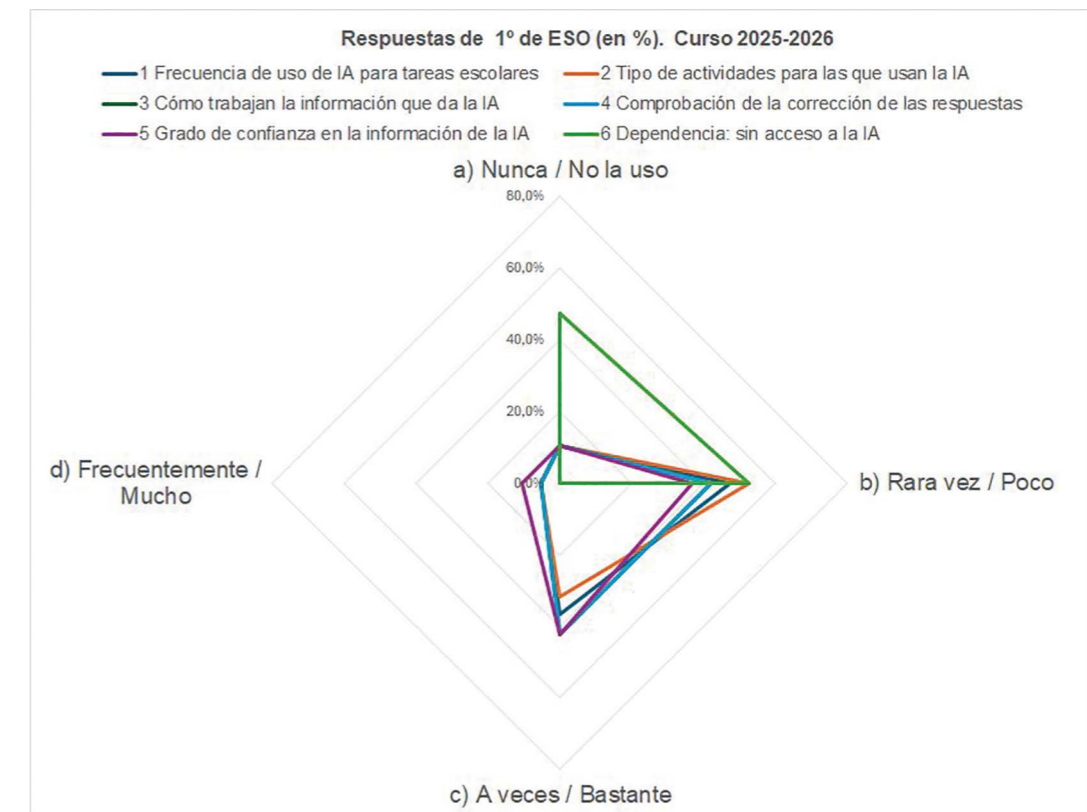 Respuestas de 1º de ESO (en %). Curso 2025-2026
1 Frecuencia de uso de IA para tareas escolares
2 Tipo de actividades para las que usan la IA
3 Cómo trabajan la información que da la IA
4 Comprobación de la corrección de las respuestas
5 Grado de confianza en la información de la IA
6 Dependencia: sin acceso a la IA
a) Nunca / No la uso
80,0%
60,0%
40,0%
20,0%
0,0%
d) Frecuentemente /
Mucho
b) Rara vez / Poco
c) A veces / Bastante